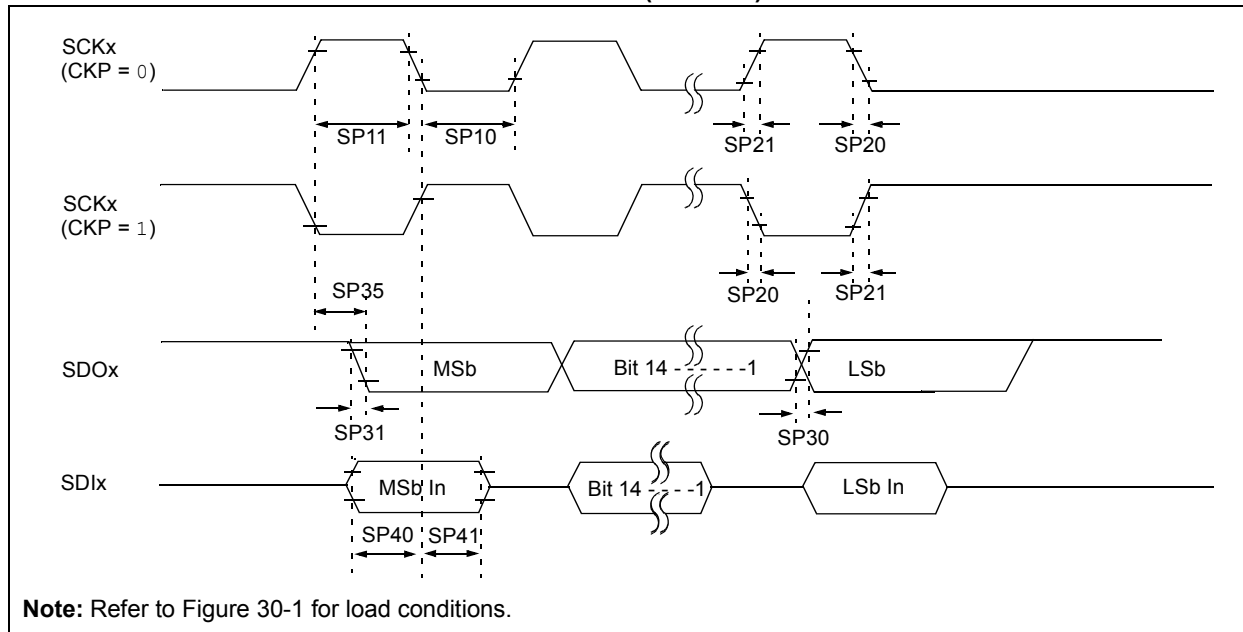 SCKx
(CKP = 0)
SP11
SP10
SP21
SP20
SCKx
(CKP = 1)
SP35
SP20
SP21
SDOx
MSb
Bit 14 - - - - - -1
LSb
SP31
SP30
SDIx
MSb In
Bit 14 - - - -1
LSb In
SP40
SP41
Note: Refer to Figure 30-1 for load conditions.